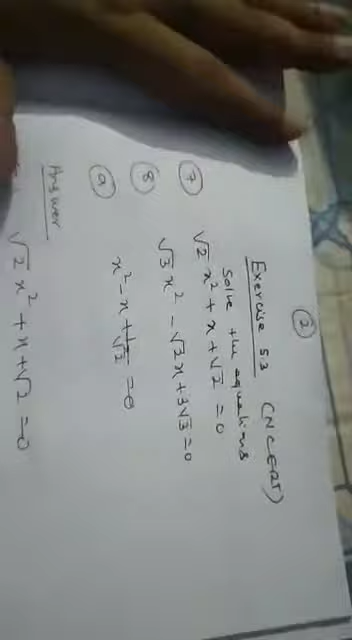 ②
Exercise 5.3 (NCERT)
Solve the equations
⑦ √2 x² + x + √2 = 0
⑧ √3 x² - √2 x + 3√3 = 0
⑨ x² - x + 1/√2 = 0
Answer
√2 x² + x + √2 = 0